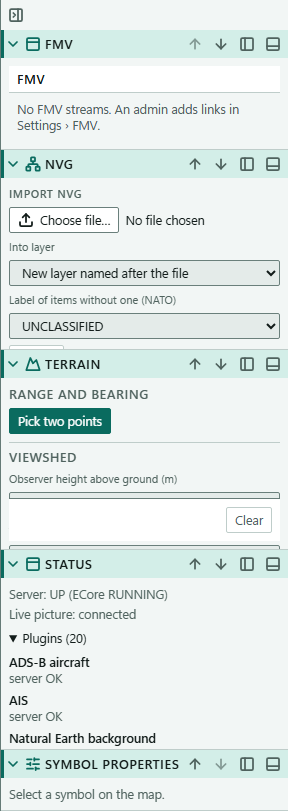 FMV
FMV
No FMV streams. An admin adds links in
Settings › FMV.
NVG
IMPORT NVG
Choose file... No file chosen
Into layer
New layer named after the file
Label of items without one (NATO)
UNCLASSIFIED
TERRAIN
RANGE AND BEARING
Pick two points
VIEWSHED
Observer height above ground (m)
Clear
STATUS
Server: UP (ECore RUNNING)
Live picture: connected
Plugins (20)
ADS-B aircraft
server OK
AIS
server OK
Natural Earth background
SYMBOL PROPERTIES
Select a symbol on the map.